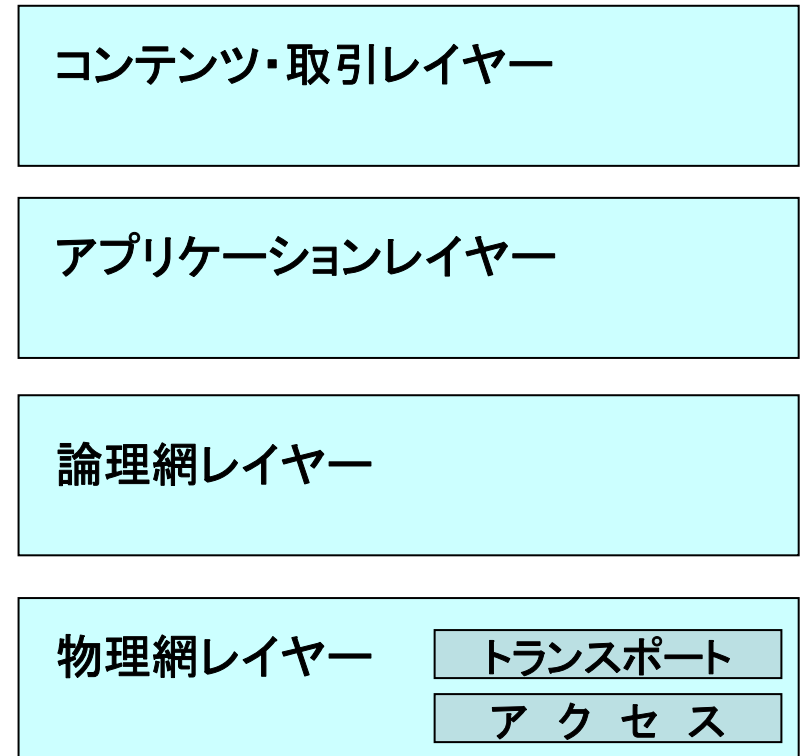 コンテンツ・取引レイヤー
アプリケーションレイヤー
論理網レイヤー
物理網レイヤー
トランスポート
ア ク セ ス